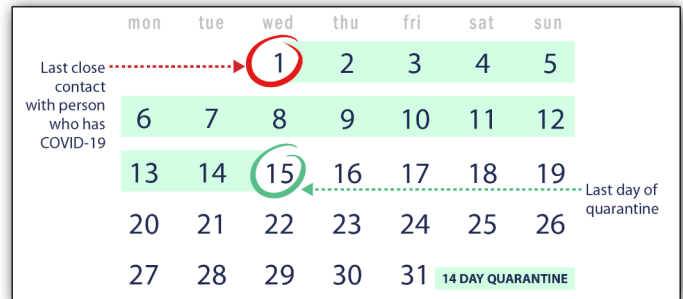 mon tue wed thu fri sat sun
1 2 3 4 5
Last close
contact
with person
who has
COVID-19
6 7 8 9 10 11 12
13 14 15 16 17 18 19
Last day of
quarantine
20 21 22 23 24 25 26
27 28 29 30 31 14 DAY QUARANTINE